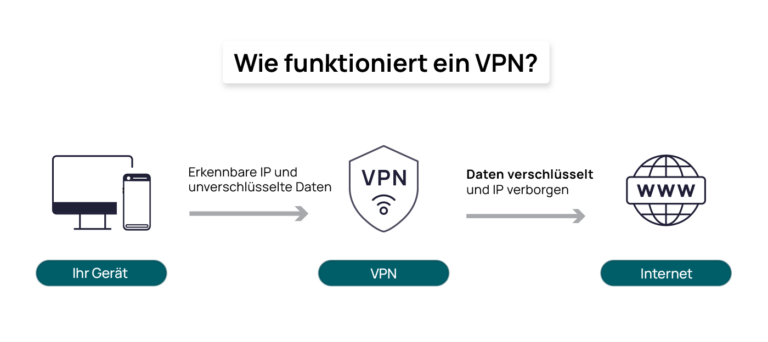 Wie funktioniert ein VPN?
Erkennbare IP und
unverschlüsselte Daten
VPN
Daten verschlüsselt
und IP verborgen
WWW
Ihr Gerät
VPN
Internet